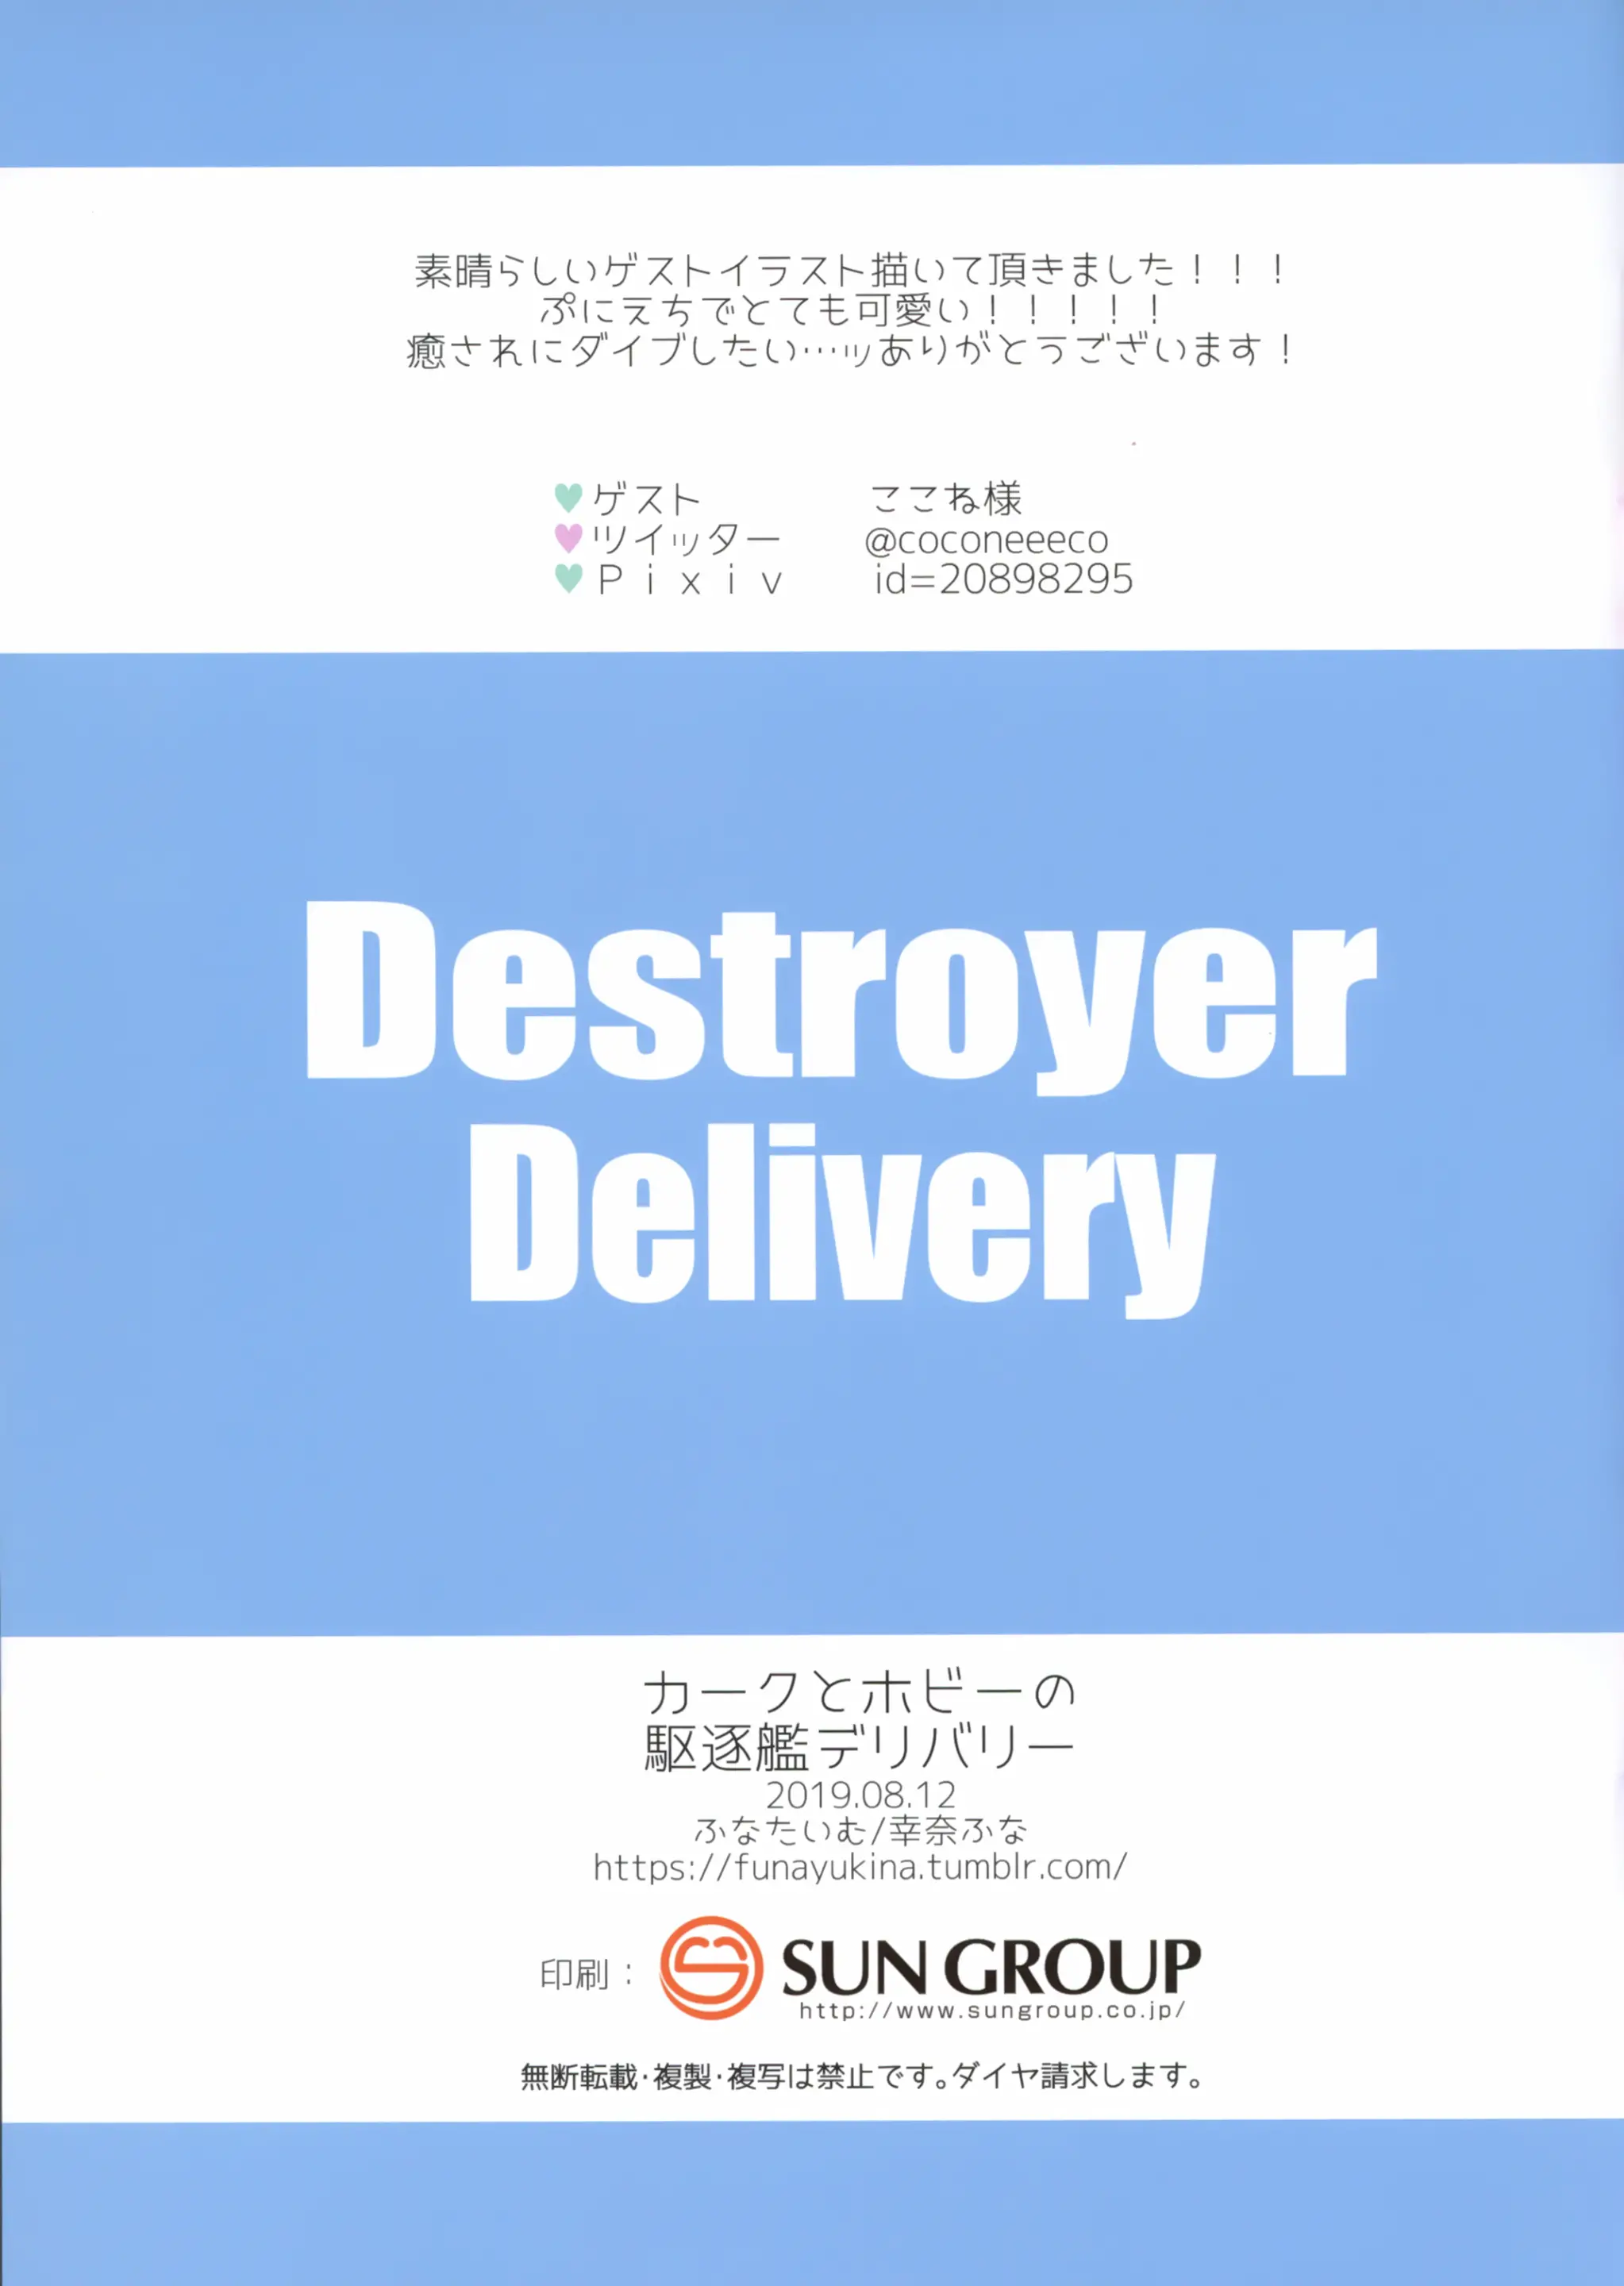 素晴らしいゲストイラスト描いて頂きました！！！
ぷにえちでとても可愛い！！！！！
癒されにダイブしたい…ッありがとうございます！
♥ゲスト ここね様
♥ツイッター @coconeeeco
♥Pixiv id=20898295
Destroyer
Delivery
カークとホビーの
駆逐艦デリバリー
2019.08.12
ふなたいむ/幸奈ふな
https://funayukina.tumblr.com/
印刷：SUN GROUP
http://www.sungroup.co.jp/
無断転載・複製・複写は禁止です。ダイヤ請求します。